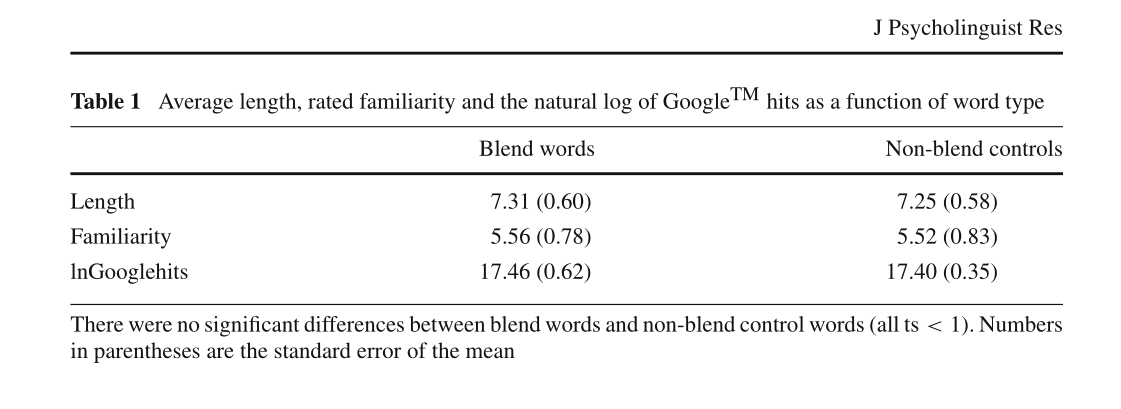 J Psycholinguist Res
Table 1 Average length, rated familiarity and the natural log of Google™ hits as a function of word type
Blend words Non-blend controls
Length 7.31 (0.60) 7.25 (0.58)
Familiarity 5.56 (0.78) 5.52 (0.83)
lnGooglehits 17.46 (0.62) 17.40 (0.35)
There were no significant differences between blend words and non-blend control words (all ts < 1). Numbers
in parentheses are the standard error of the mean